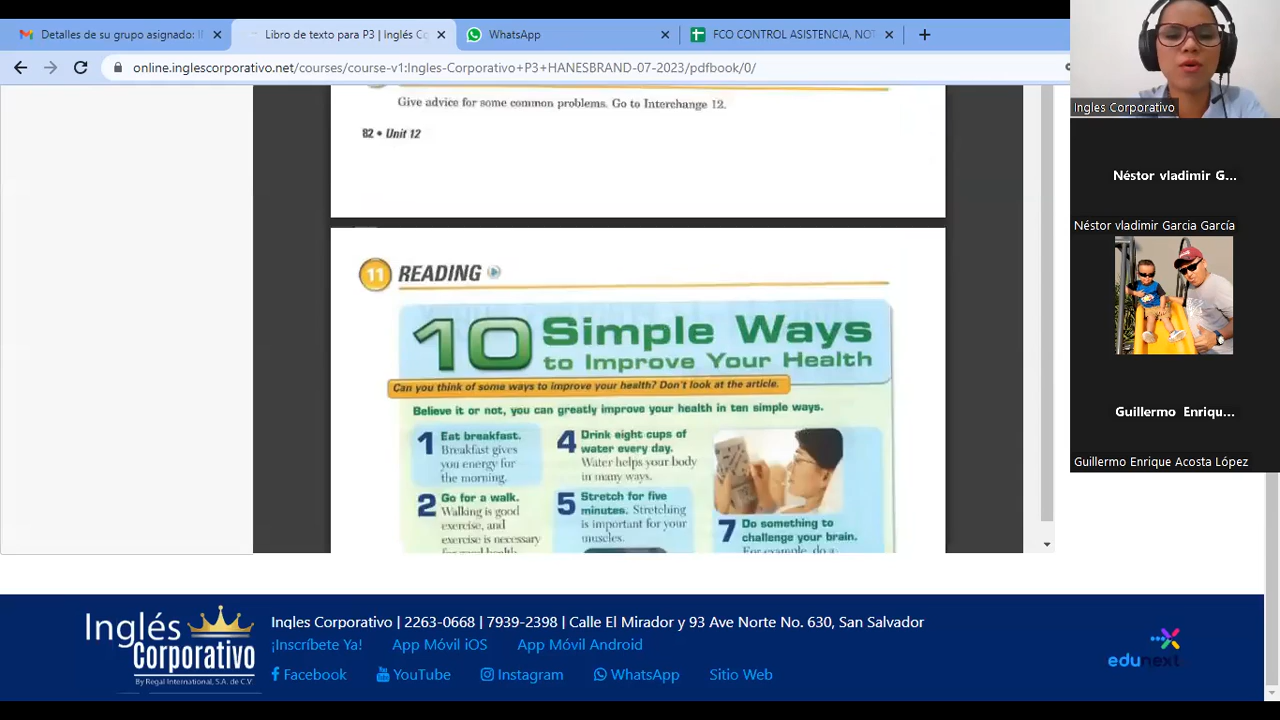 Detalles de su grupo asignado: I
Libro de texto para P3 | Inglés C
WhatsApp
FCO CONTROL ASISTENCIA, NOT
online.inglescorporativo.net/courses/course-v1:Ingles-Corporativo+P3+HANESBRAND-07-2023/pdfbook/0/
Give advice for some common problems. Go to Interchange 12.
82 • Unit 12
11 READING
10 Simple Ways
to Improve Your Health
Can you think of some ways to improve your health? Don't look at the article.
Believe it or not, you can greatly improve your health in ten simple ways.
1 Eat breakfast.
Breakfast gives
you energy for
the morning.
2 Go for a walk.
Walking is good
exercise, and
exercise is necessary
for good health.
4 Drink eight cups of
water every day.
Water helps your body
in many ways.
5 Stretch for five
minutes. Stretching
is important for your
muscles.
7 Do something to
challenge your brain.
For example, do a
Ingles Corporativo
Néstor vladimir G...
Néstor vladimir Garcia García
Guillermo Enriqu...
Guillermo Enrique Acosta López
Inglés
Corporativo
By Regal International, S.A. de C.V.
Ingles Corporativo | 2263-0668 | 7939-2398 | Calle El Mirador y 93 Ave Norte No. 630, San Salvador
¡Inscríbete Ya! App Móvil iOS App Móvil Android
Facebook YouTube Instagram WhatsApp Sitio Web
edunext